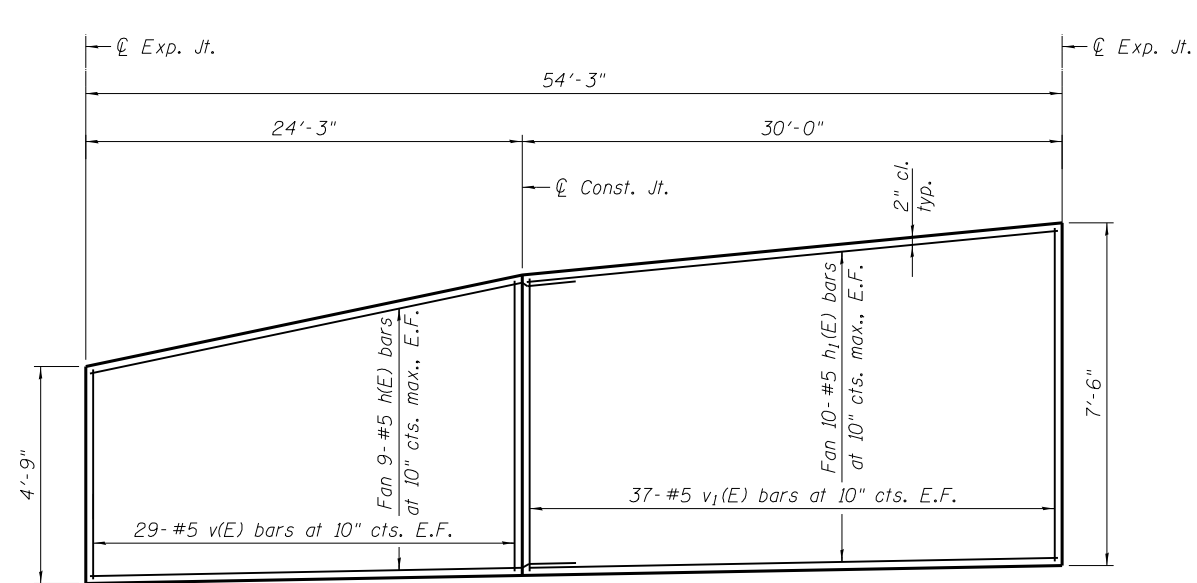 ℄ Exp. Jt.
℄ Exp. Jt.
54'-3"
24'-3"
30'-0"
℄ Const. Jt.
2" cl.
typ.
Fan 9-#5 h(E) bars
at 10" cts. max., E.F.
Fan 10-#5 h₁(E) bars
at 10" cts. max., E.F.
4'-9"
7'-6"
37-#5 v₁(E) bars at 10" cts. E.F.
29-#5 v(E) bars at 10" cts. E.F.